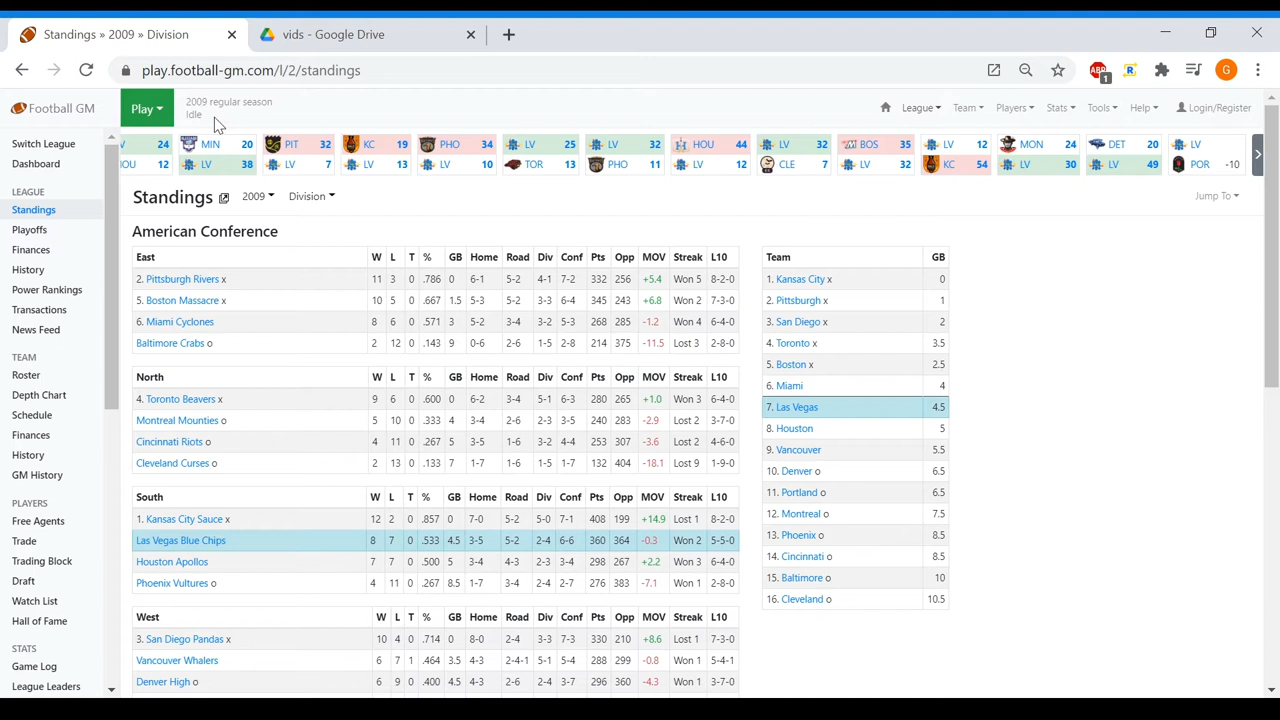 Standings » 2009 » Division
vids - Google Drive
play.football-gm.com/l/2/standings
ABP 1 G
Football GM
Play
2009 regular season
Idle
League Team Players Stats Tools Help Login/Register
V 24 MIN 20 PIT 32 KC 19 PHO 34 LV 25 LV 32 HOU 44 LV 32 BOS 35 MON 24 DET 20 LV
HOU 12 LV 38 LV 7 LV 13 LV 10 TOR 13 PHO 11 LV 12 CLE 7 LV 32 KC 54 LV 30 LV 49 POR -10
Switch League
Dashboard
LEAGUE
Standings
Playoffs
Finances
History
Power Rankings
Transactions
News Feed
TEAM
Roster
Depth Chart
Schedule
Finances
History
GM History
PLAYERS
Free Agents
Trade
Trading Block
Draft
Watch List
Hall of Fame
STATS
Game Log
League Leaders
Standings 2009 Division
Jump To
American Conference
East W L T % GB Home Road Div Conf Pts Opp MOV Streak L10
2. Pittsburgh Rivers x 11 3 0 .786 0 6-1 5-2 4-1 7-2 332 256 +5.4 Won 5 8-2-0
5. Boston Massacre x 10 5 0 .667 1.5 5-3 5-2 3-3 6-4 345 243 +6.8 Won 2 7-3-0
6. Miami Cyclones 8 6 0 .571 3 5-2 3-4 3-2 5-3 268 285 -1.2 Won 4 6-4-0
Baltimore Crabs o 2 12 0 .143 9 0-6 2-6 1-5 2-8 214 375 -11.5 Lost 3 2-8-0
North W L T % GB Home Road Div Conf Pts Opp MOV Streak L10
4. Toronto Beavers x 9 6 0 .600 0 6-2 3-4 5-1 6-3 280 265 +1.0 Won 3 6-4-0
Montreal Mounties o 5 10 0 .333 4 3-4 2-6 2-3 3-5 240 283 -2.9 Lost 2 3-7-0
Cincinnati Riots o 4 11 0 .267 5 3-5 1-6 3-2 4-4 253 307 -3.6 Lost 2 4-6-0
Cleveland Curses o 2 13 0 .133 7 1-7 1-6 1-5 1-7 132 404 -18.1 Lost 9 1-9-0
South W L T % GB Home Road Div Conf Pts Opp MOV Streak L10
1. Kansas City Sauce x 12 2 0 .857 0 7-0 5-2 5-0 7-1 408 199 +14.9 Lost 1 8-2-0
Las Vegas Blue Chips 8 7 0 .533 4.5 3-5 5-2 2-4 6-6 360 364 -0.3 Won 2 5-5-0
Houston Apollos 7 7 0 .500 5 3-4 4-3 2-3 3-4 298 267 +2.2 Won 3 6-4-0
Phoenix Vultures o 4 11 0 .267 8.5 1-7 3-4 2-4 2-7 276 383 -7.1 Won 1 2-8-0
West W L T % GB Home Road Div Conf Pts Opp MOV Streak L10
3. San Diego Pandas x 10 4 0 .714 0 8-0 2-4 3-3 7-3 330 210 +8.6 Lost 1 7-3-0
Vancouver Whalers 6 7 1 .464 3.5 4-3 2-4-1 5-1 5-4 288 299 -0.8 Won 1 5-4-1
Denver High o 6 9 0 .400 4.5 4-3 2-6 2-4 3-7 296 360 -4.3 Won 1 3-7-0
Team GB
1. Kansas City x 0
2. Pittsburgh x 1
3. San Diego x 2
4. Toronto x 3.5
5. Boston x 2.5
6. Miami 4
7. Las Vegas 4.5
8. Houston 5
9. Vancouver 5.5
10. Denver o 6.5
11. Portland o 6.5
12. Montreal o 7.5
13. Phoenix o 8.5
14. Cincinnati o 8.5
15. Baltimore o 10
16. Cleveland o 10.5